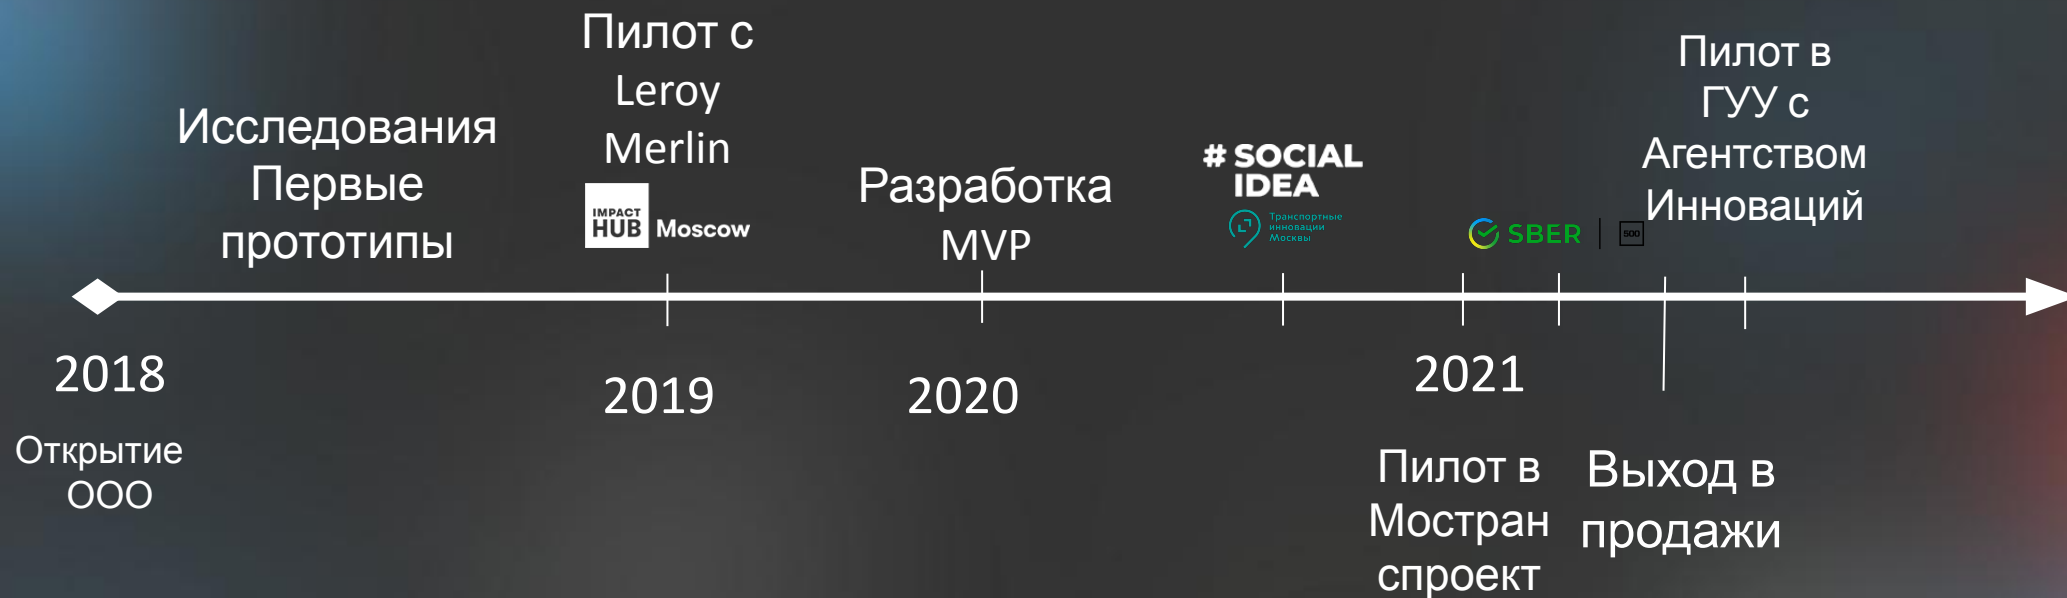 Исследования
Первые
прототипы
Пилот с
Leroy
Merlin
IMPACT
HUB Moscow
Разработка
MVP
# SOCIAL
IDEA
Транспортные
инновации
Москвы
SBER
500
Пилот в
ГУУ с
Агентством
Инноваций
2018
2019
2020
2021
Открытие
ООО
Пилот в
Мостран
спроект
Выход в
продажи